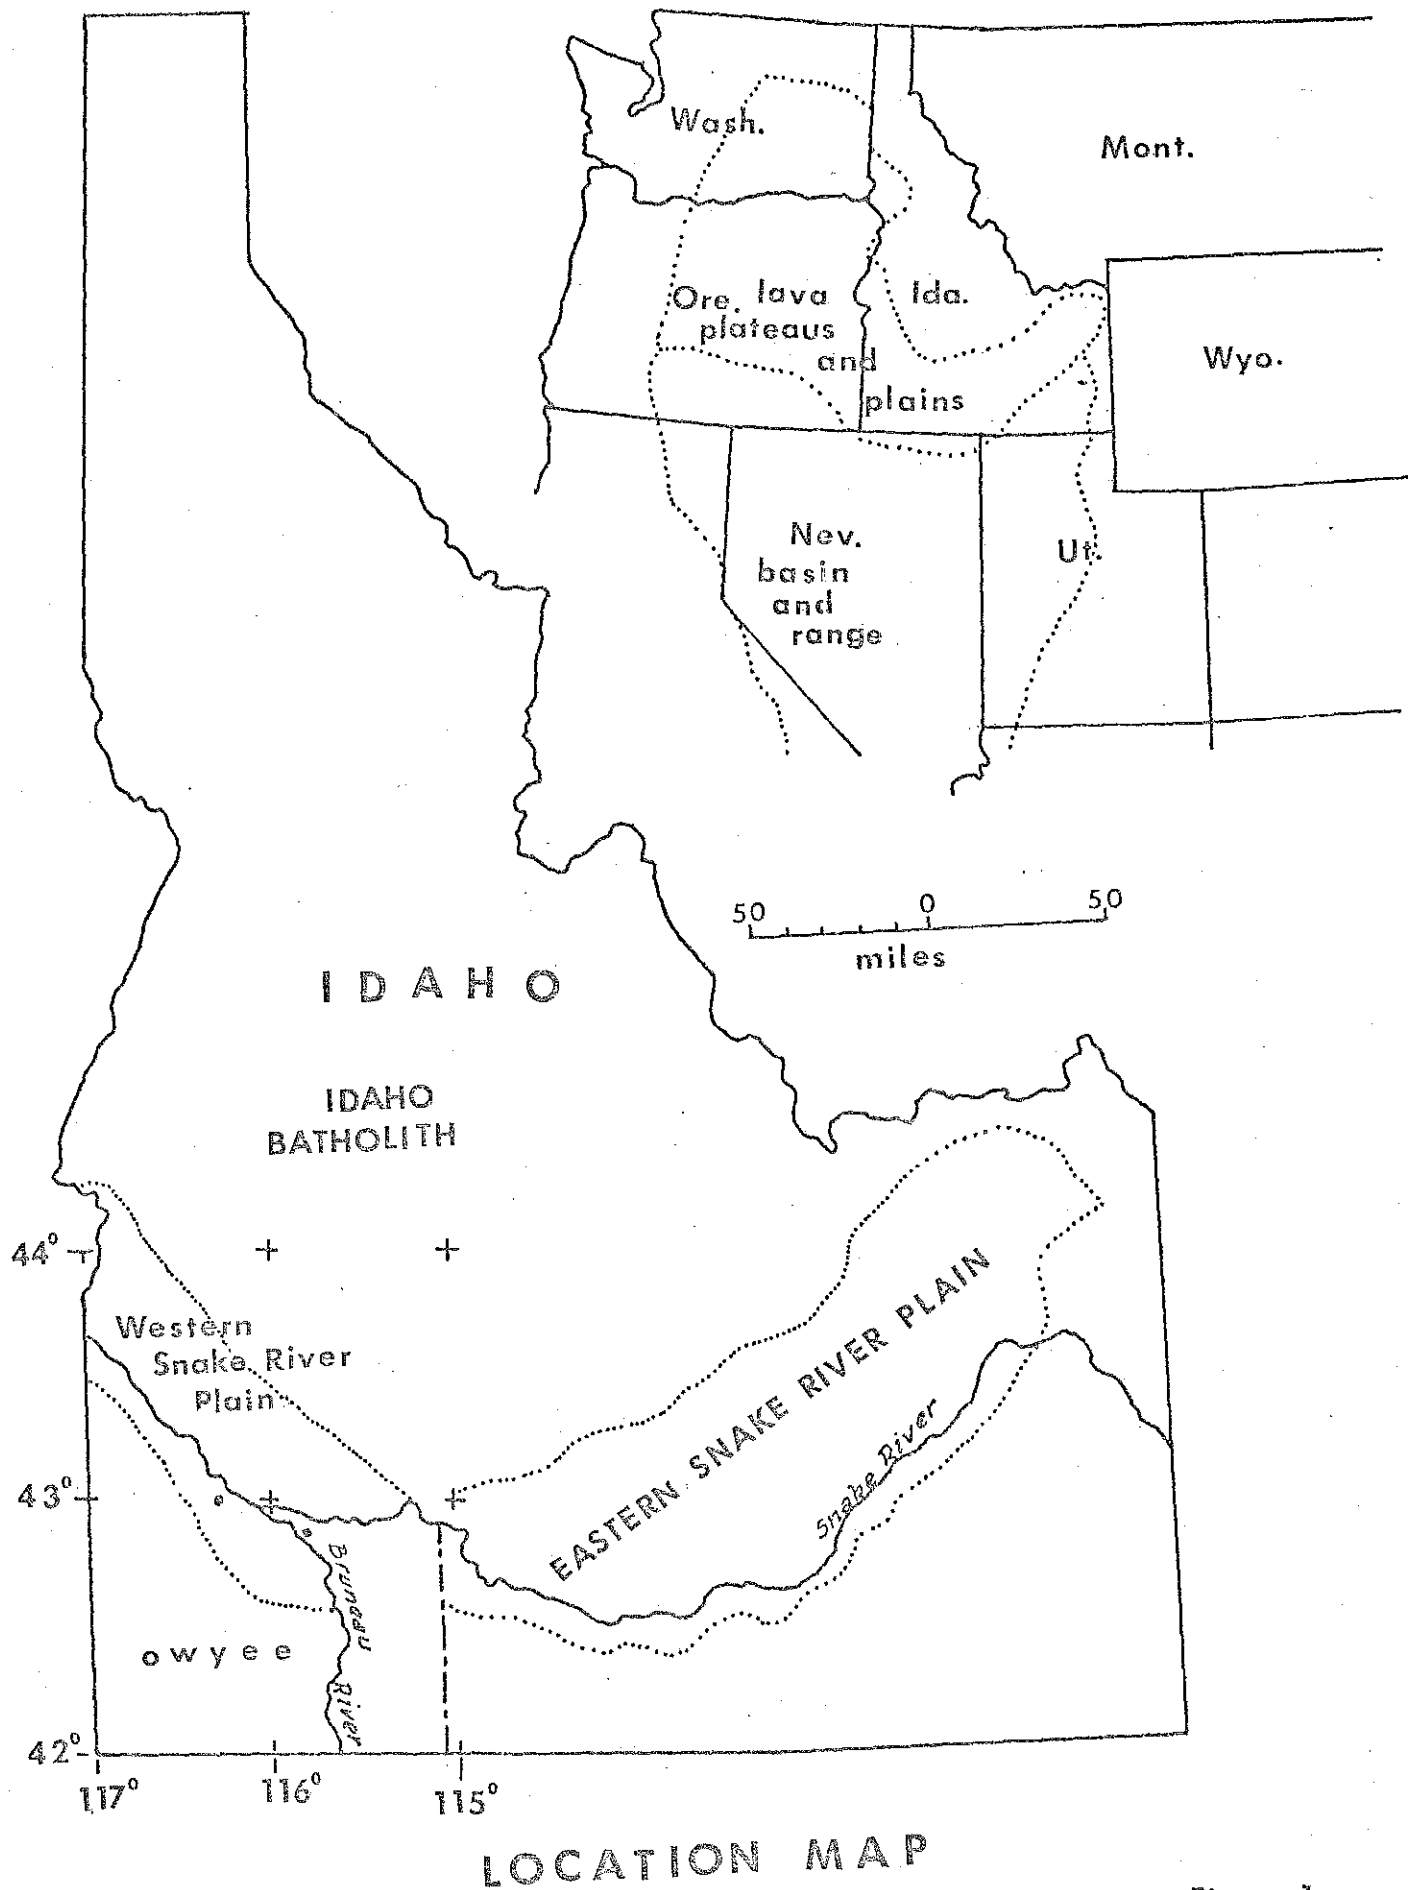 Wash.
Mont.
Ore. lava
plateaus
and
plains
Ida.
Wyo.
Nev.
basin
and
range
Ut.
50 0 50
miles
IDAHO
IDAHO
BATHOLITH
44°
Western
Snake River
Plain
EASTERN SNAKE RIVER PLAIN
Snake River
43°
Bruneau River
owyee
42°
117° 116° 115°
LOCATION MAP